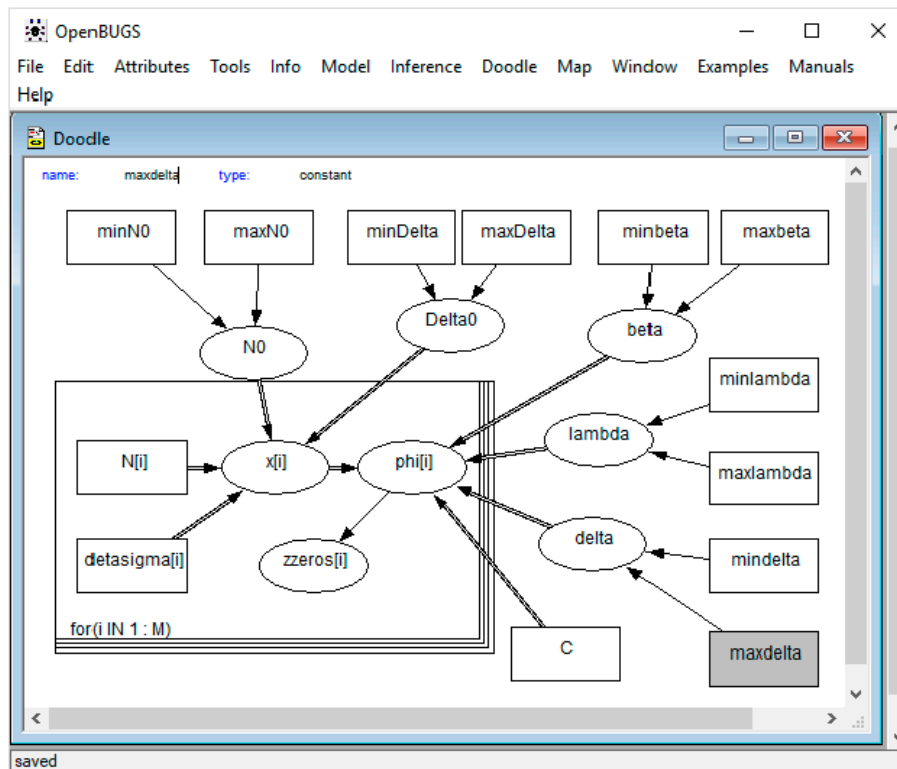 OpenBUGS
File Edit Attributes Tools Info Model Inference Doodle Map Window Examples Manuals
Help
Doodle
name: maxdelta type: constant
minN0 maxN0 minDelta maxDelta minbeta maxbeta
N0 Delta0 beta
minlambda
N[i] x[i] phi[i] lambda
maxlambda
detasigma[i] zzeros[i] delta mindelta
for(i IN 1 : M)
C maxdelta
saved